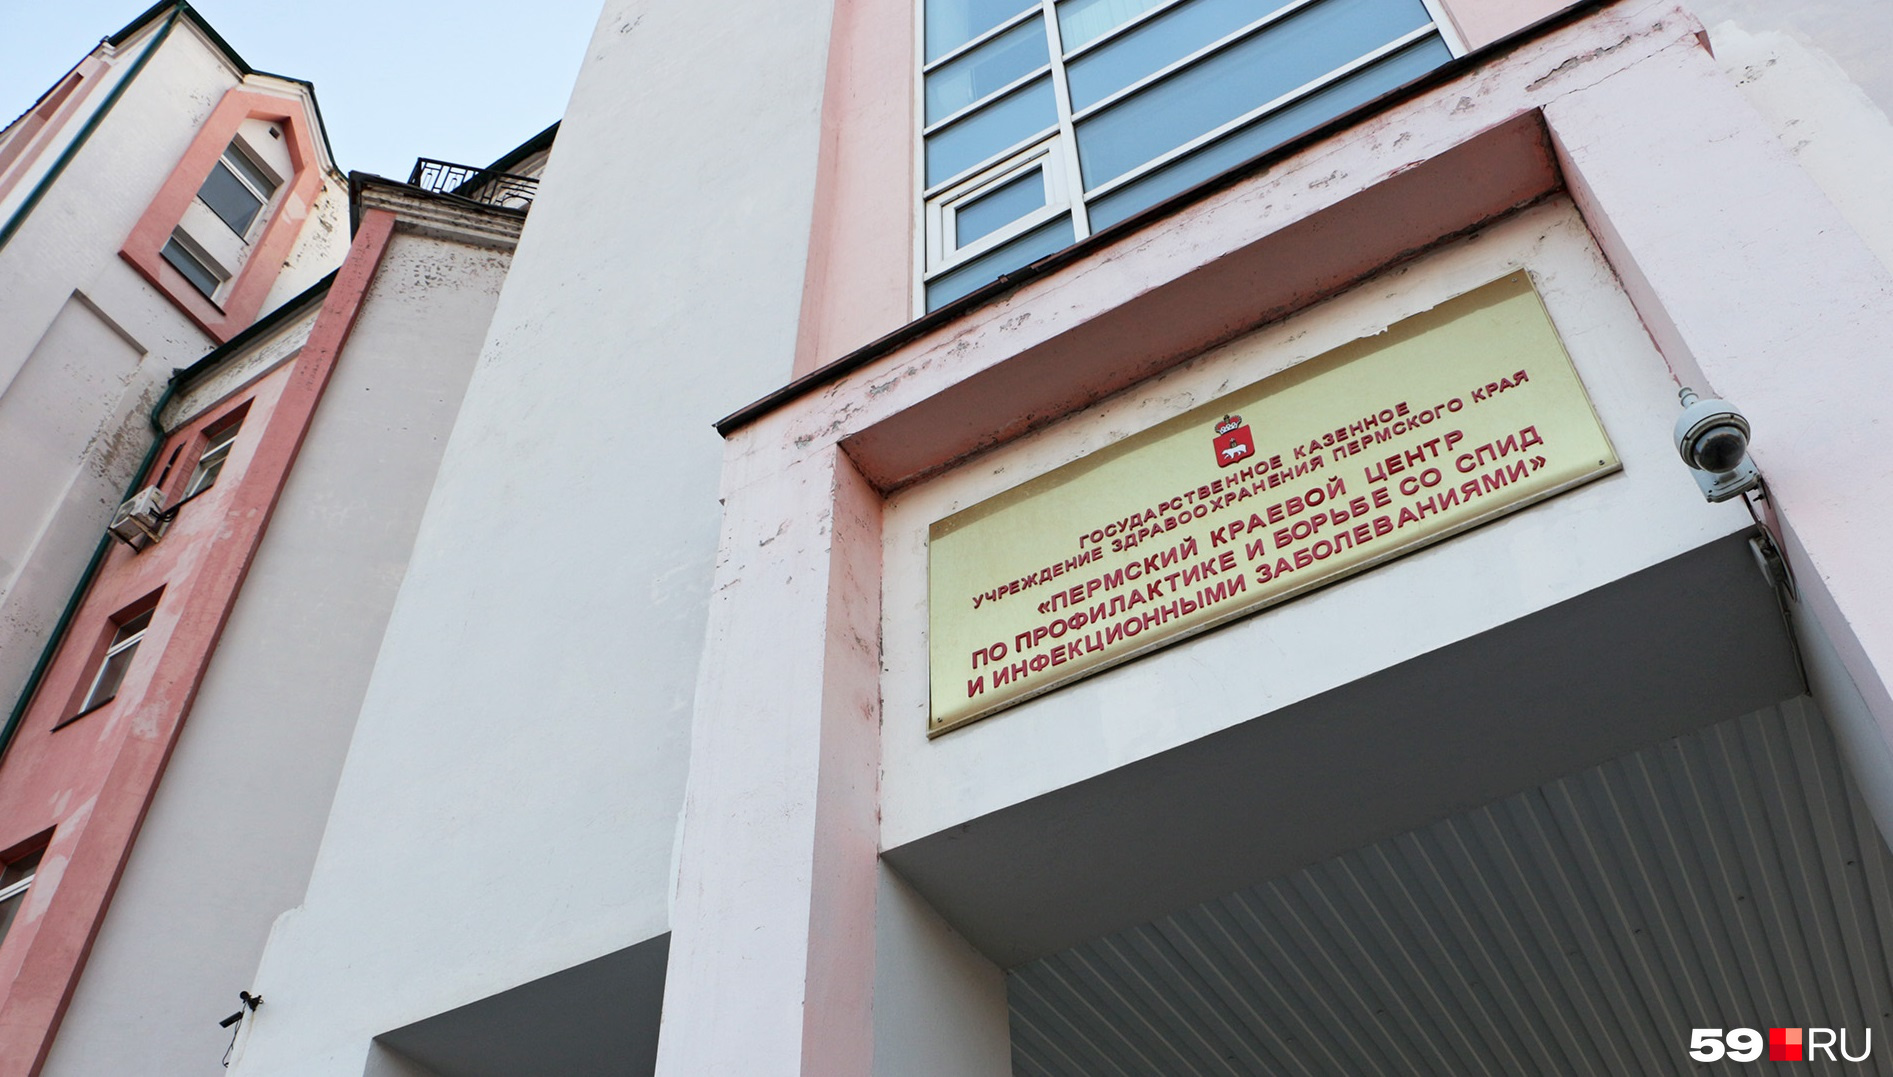 ГОСУДАРСТВЕННОЕ КАЗЕННОЕ
УЧРЕЖДЕНИЕ ЗДРАВООХРАНЕНИЯ ПЕРМСКОГО КРАЯ
«ПЕРМСКИЙ КРАЕВОЙ ЦЕНТР
ПО ПРОФИЛАКТИКЕ И БОРЬБЕ СО СПИД
И ИНФЕКЦИОННЫМИ ЗАБОЛЕВАНИЯМИ»
59 RU